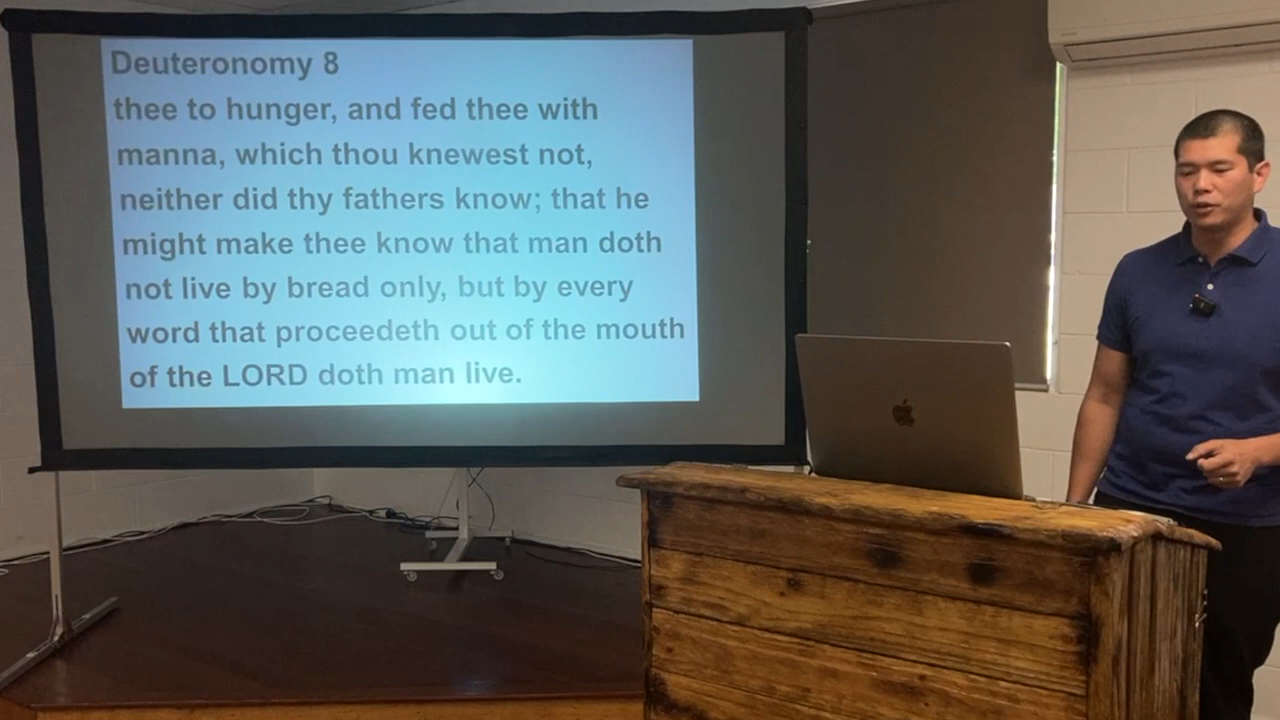 Deuteronomy 8
thee to hunger, and fed thee with
manna, which thou knewest not,
neither did thy fathers know; that he
might make thee know that man doth
not live by bread only, but by every
word that proceedeth out of the mouth
of the LORD doth man live.